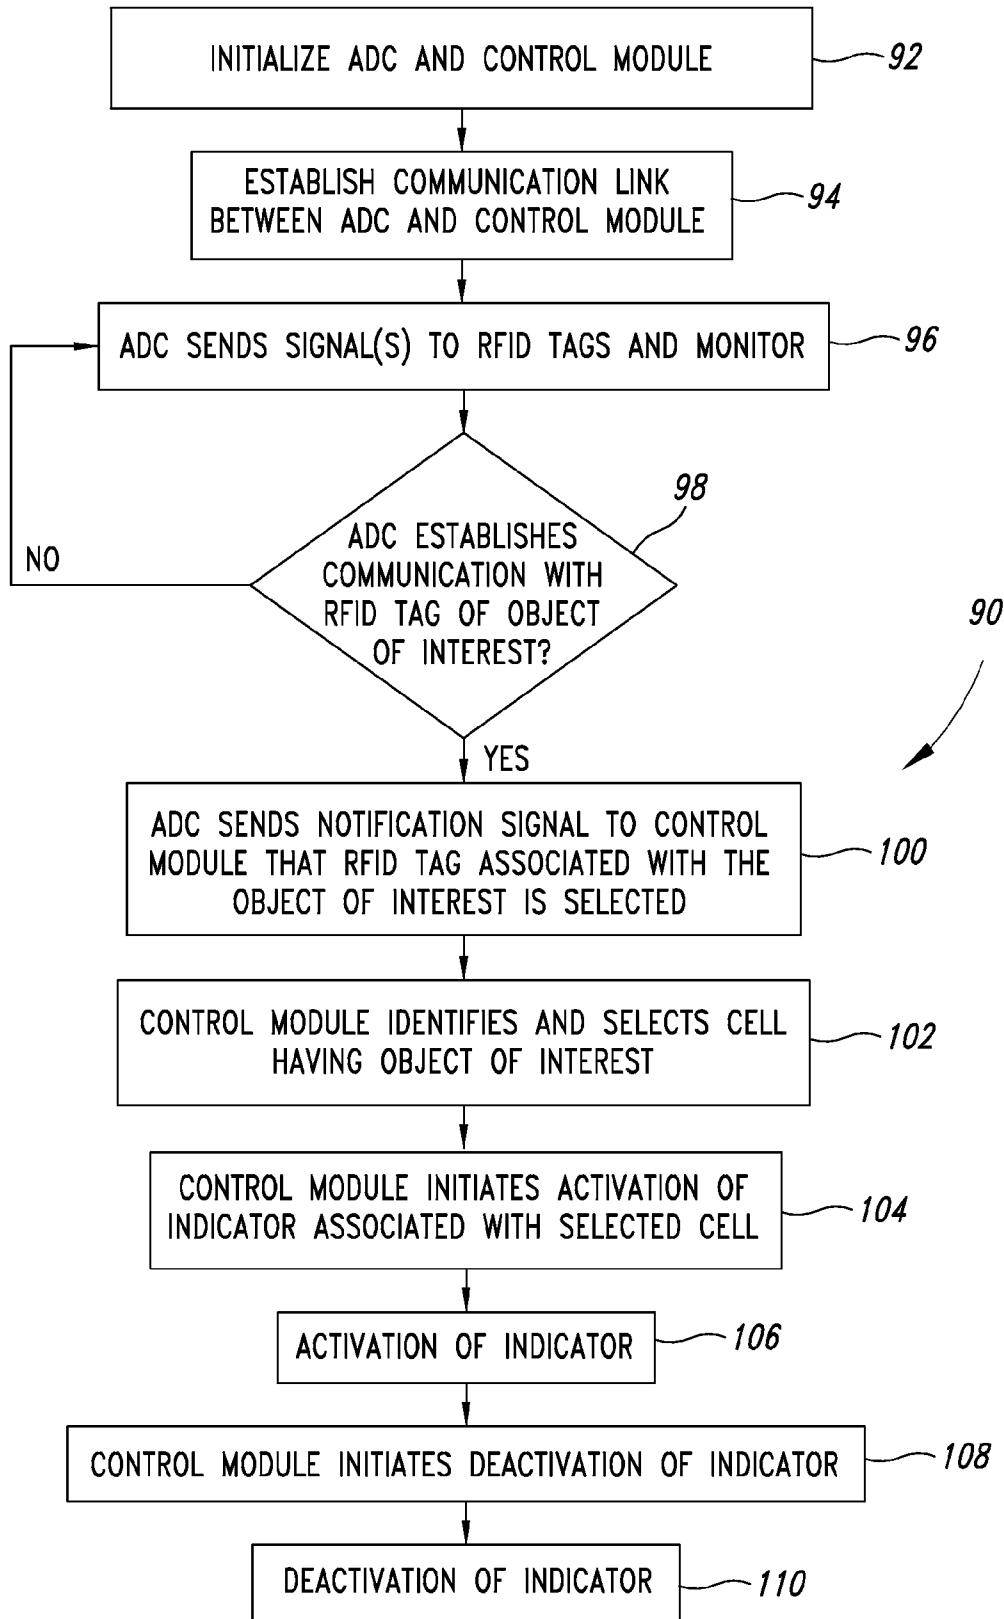 INITIALIZE ADC AND CONTROL MODULE
92
ESTABLISH COMMUNICATION LINK
BETWEEN ADC AND CONTROL MODULE
94
ADC SENDS SIGNAL(S) TO RFID TAGS AND MONITOR
96
98
ADC ESTABLISHES
COMMUNICATION WITH
RFID TAG OF OBJECT
OF INTEREST?
NO
90
YES
ADC SENDS NOTIFICATION SIGNAL TO CONTROL
MODULE THAT RFID TAG ASSOCIATED WITH THE
OBJECT OF INTEREST IS SELECTED
100
CONTROL MODULE IDENTIFIES AND SELECTS CELL
HAVING OBJECT OF INTEREST
102
CONTROL MODULE INITIATES ACTIVATION OF
INDICATOR ASSOCIATED WITH SELECTED CELL
104
ACTIVATION OF INDICATOR
106
CONTROL MODULE INITIATES DEACTIVATION OF INDICATOR
108
DEACTIVATION OF INDICATOR
110